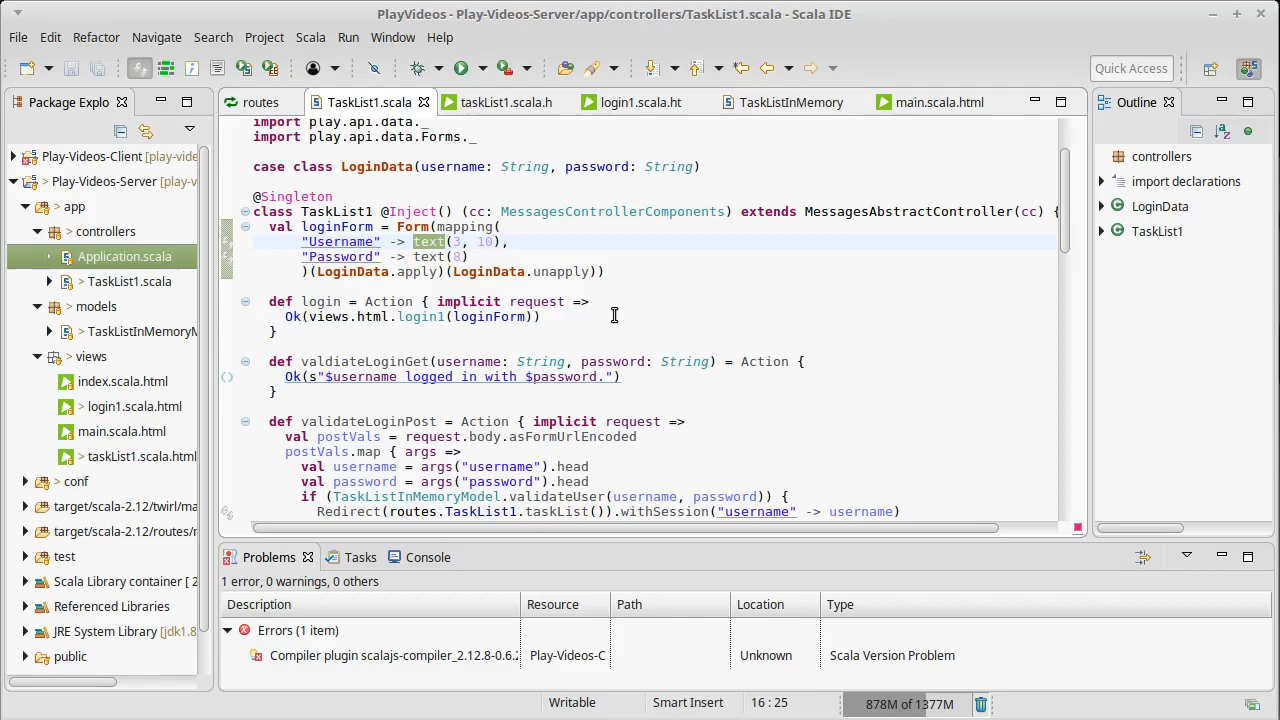 PlayVideos - Play-Videos-Server/app/controllers/TaskList1.scala - Scala IDE
File Edit Refactor Navigate Search Project Scala Run Window Help
Quick Access
Package Explo
routes TaskList1.scala taskList1.scala.h login1.scala.ht TaskListInMemory main.scala.html
Outline
Play-Videos-Client [play-vide
Play-Videos-Server [play-v
app
> controllers
Application.scala
> TaskList1.scala
> models
> TaskListInMemoryM
> views
index.scala.html
> login1.scala.html
main.scala.html
> taskList1.scala.html
> conf
target/scala-2.12/twirl/ma
target/scala-2.12/routes/r
test
Scala Library container [ 2
Referenced Libraries
JRE System Library [jdk1.8
public
import play.api.data._
import play.api.data.Forms._
case class LoginData(username: String, password: String)
@Singleton
class TaskList1 @Inject() (cc: MessagesControllerComponents) extends MessagesAbstractController(cc) {
val loginForm = Form(mapping(
"Username" -> text(3, 10),
"Password" -> text(8)
)(LoginData.apply)(LoginData.unapply))
def login = Action { implicit request =>
Ok(views.html.login1(loginForm))
}
def valdiateLoginGet(username: String, password: String) = Action {
Ok(s"$username logged in with $password.")
}
def validateLoginPost = Action { implicit request =>
val postVals = request.body.asFormUrlEncoded
postVals.map { args =>
val username = args("username").head
val password = args("password").head
if (TaskListInMemoryModel.validateUser(username, password)) {
Redirect(routes.TaskList1.taskList()).withSession("username" -> username)
controllers
import declarations
LoginData
TaskList1
Problems Tasks Console
1 error, 0 warnings, 0 others
Description Resource Path Location Type
Errors (1 item)
Compiler plugin scalajs-compiler_2.12.8-0.6.2 Play-Videos-C Unknown Scala Version Problem
Writable Smart Insert 16 : 25 878M of 1377M